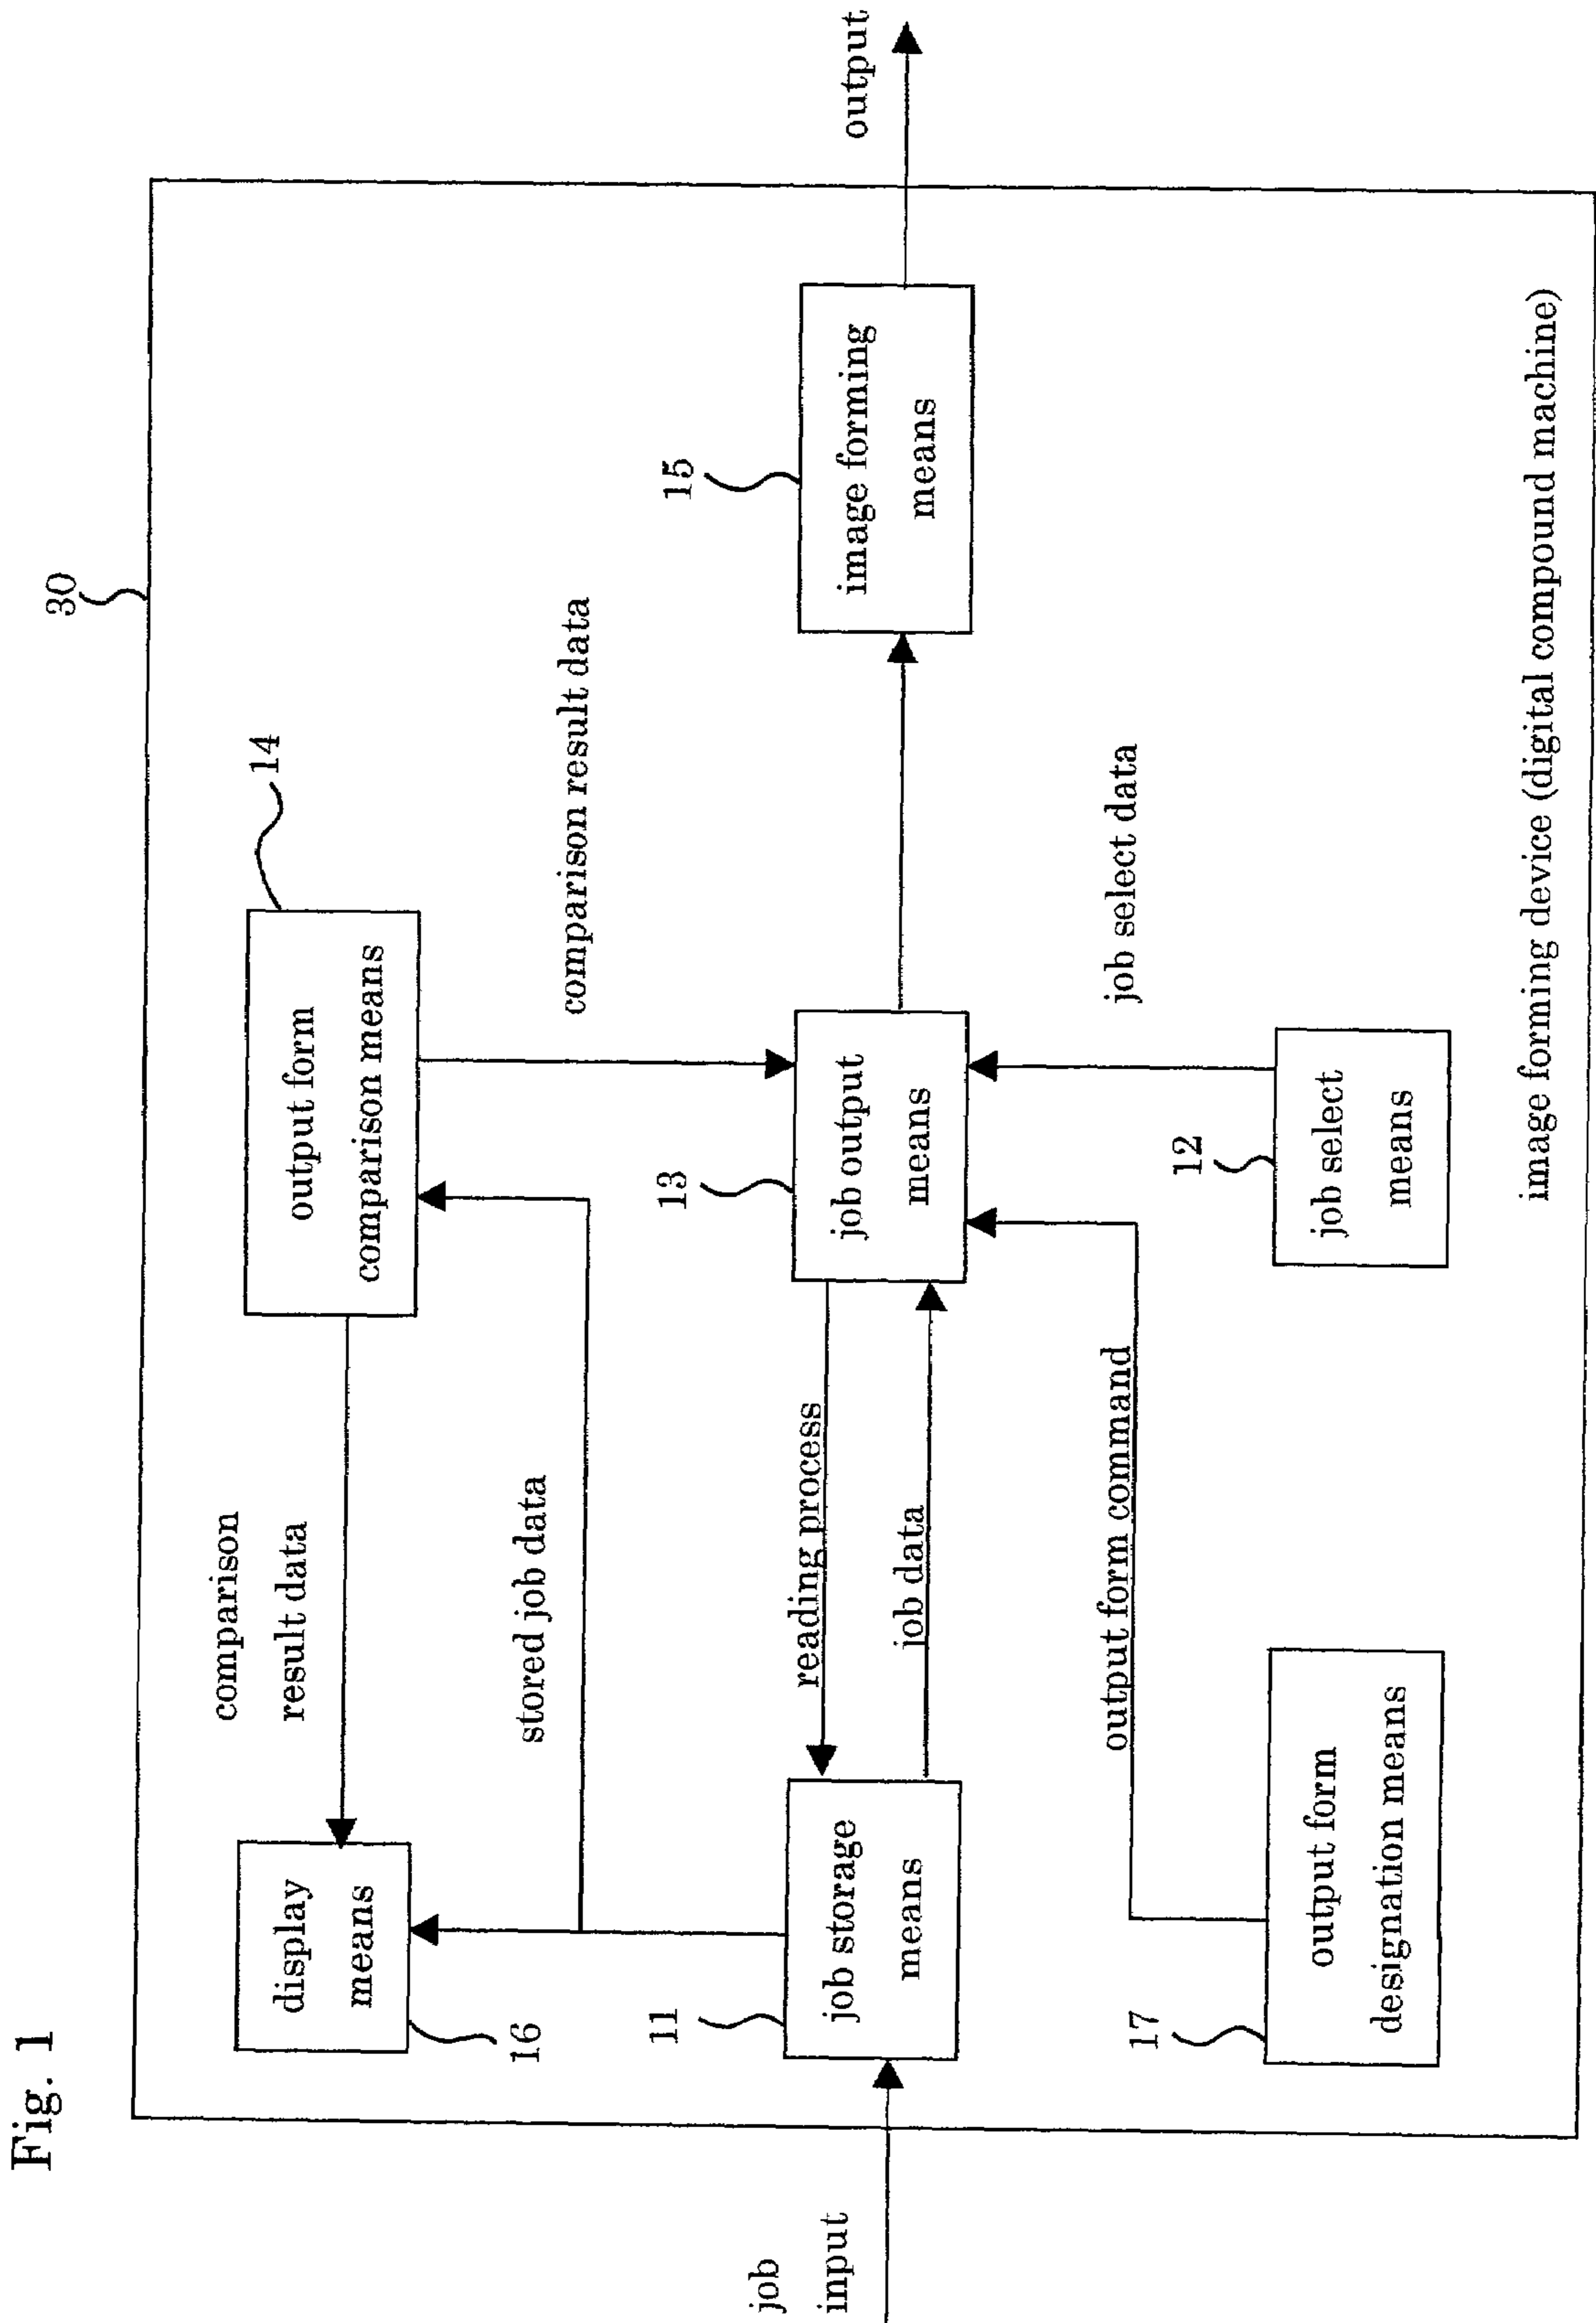 Fig. 1
30
display
means
16
comparison
result data
output form
comparison means
14
stored job data
comparison result data
job
input
job storage
means
11
reading process
job data
job output
means
13
image forming
means
15
output
output form command
job select data
output form
designation means
17
job select
means
12
image forming device (digital compound machine)